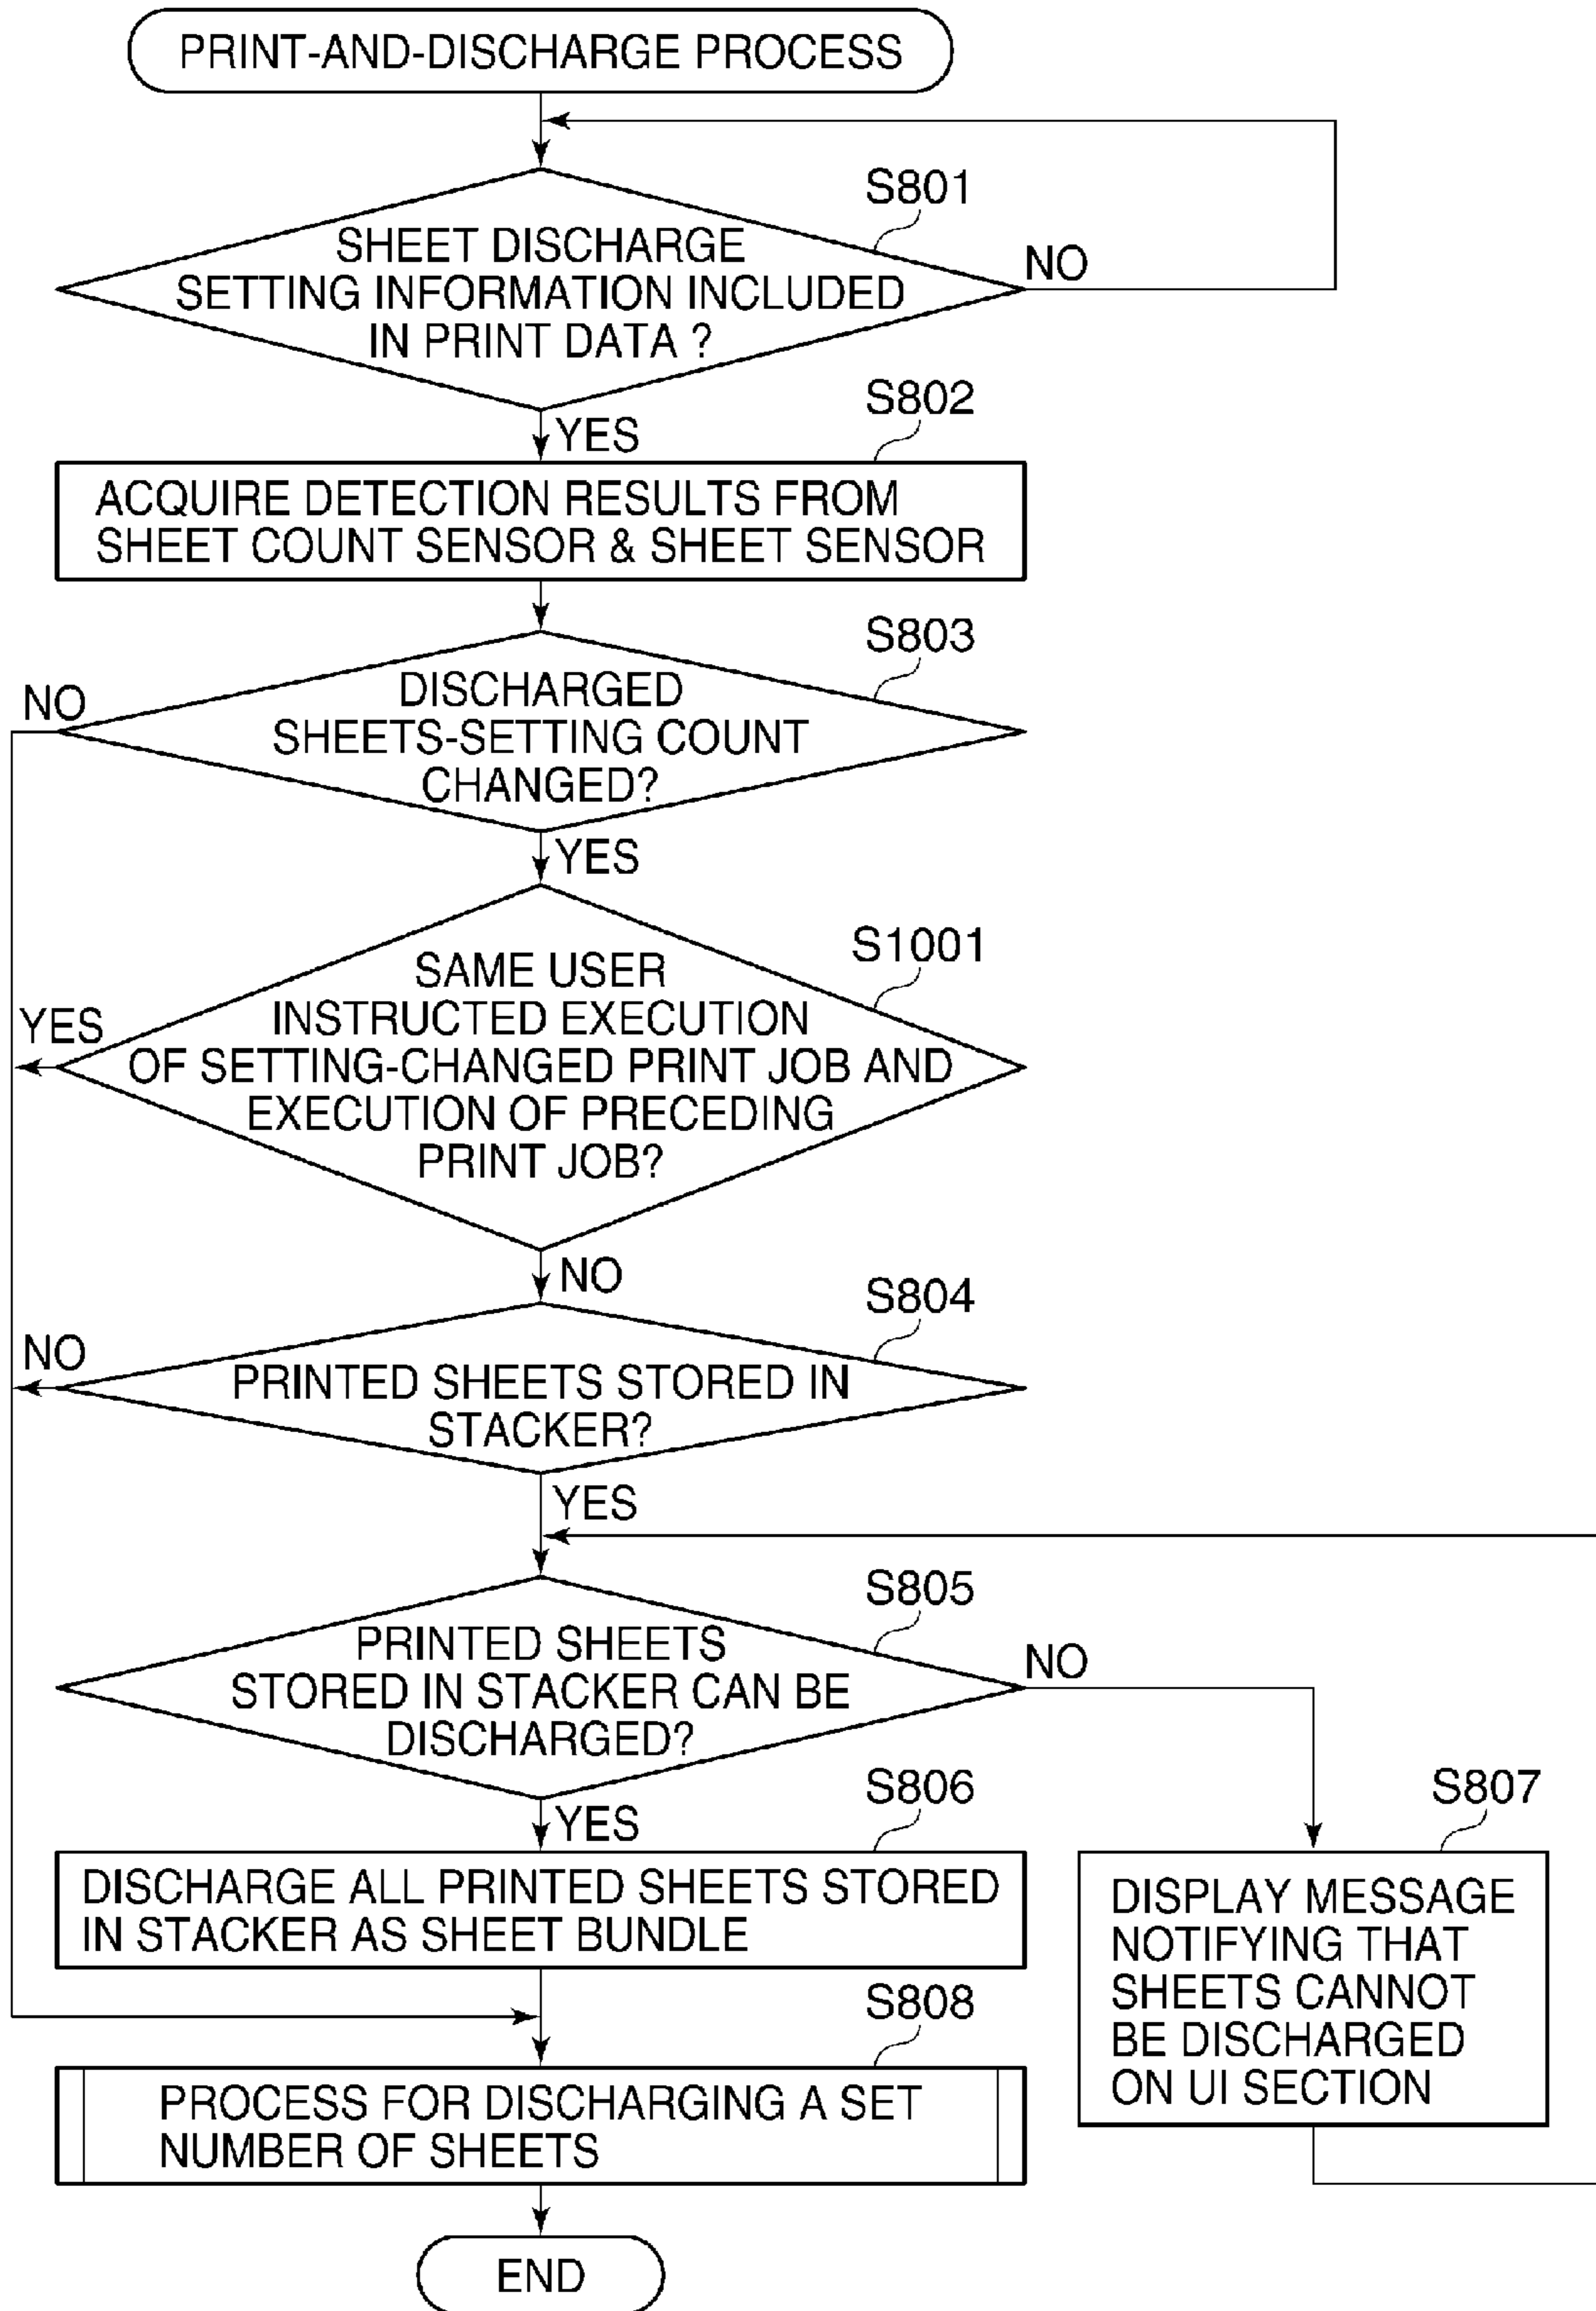 PRINT-AND-DISCHARGE PROCESS
S801
SHEET DISCHARGE
SETTING INFORMATION INCLUDED
IN PRINT DATA ?
NO
YES
S802
ACQUIRE DETECTION RESULTS FROM
SHEET COUNT SENSOR & SHEET SENSOR
S803
DISCHARGED
SHEETS-SETTING COUNT
CHANGED?
NO
YES
S1001
SAME USER
INSTRUCTED EXECUTION
OF SETTING-CHANGED PRINT JOB AND
EXECUTION OF PRECEDING
PRINT JOB?
YES
NO
S804
PRINTED SHEETS STORED IN
STACKER?
NO
YES
S805
PRINTED SHEETS
STORED IN STACKER CAN BE
DISCHARGED?
NO
YES
S806
DISCHARGE ALL PRINTED SHEETS STORED
IN STACKER AS SHEET BUNDLE
S807
DISPLAY MESSAGE
NOTIFYING THAT
SHEETS CANNOT
BE DISCHARGED
ON UI SECTION
S808
PROCESS FOR DISCHARGING A SET
NUMBER OF SHEETS
END